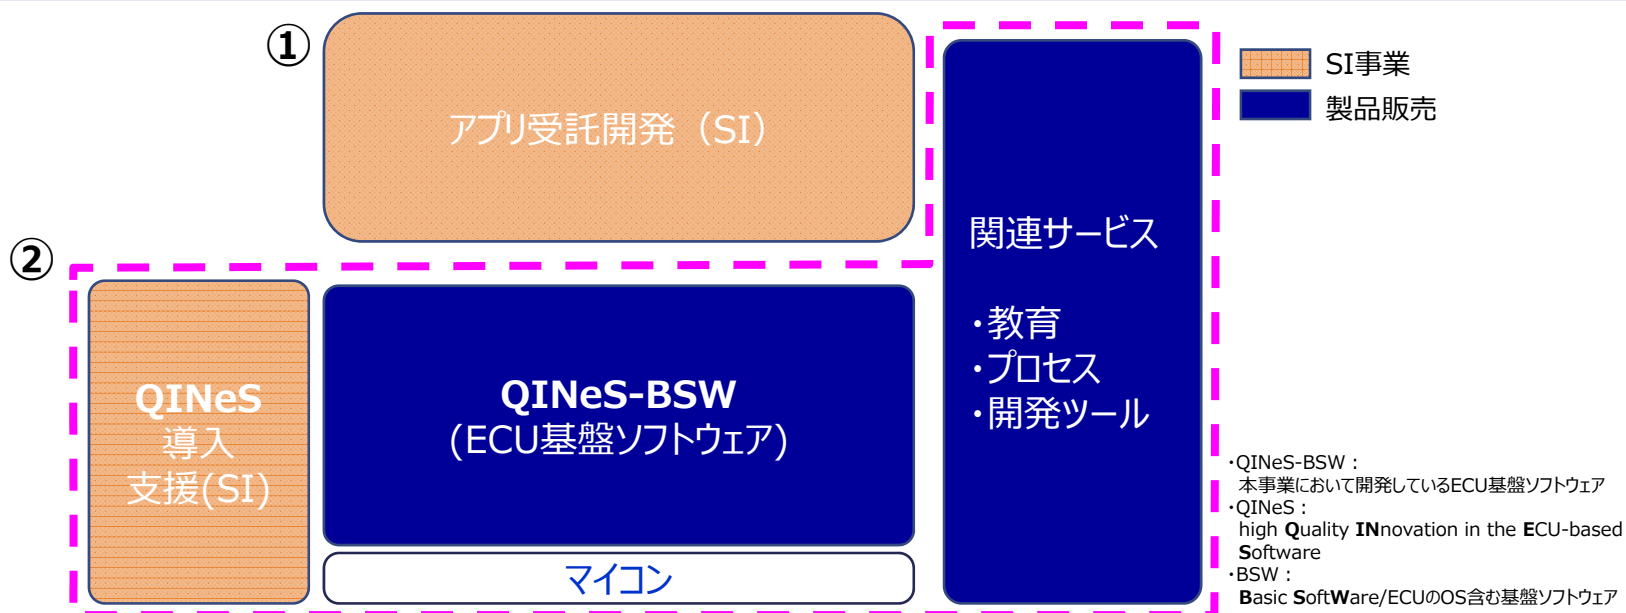 ①
アプリ受託開発（SI）
SI事業
製品販売
②
関連サービス
・教育
・プロセス
・開発ツール
QINeS
導入
支援(SI)
QINeS-BSW
(ECU基盤ソフトウェア)
マイコン
・QINeS-BSW：
本事業において開発しているECU基盤ソフトウェア
・QINeS：
high Quality INnovation in the ECU-based
Software
・BSW：
Basic SoftWare/ECUのOS含む基盤ソフトウェア